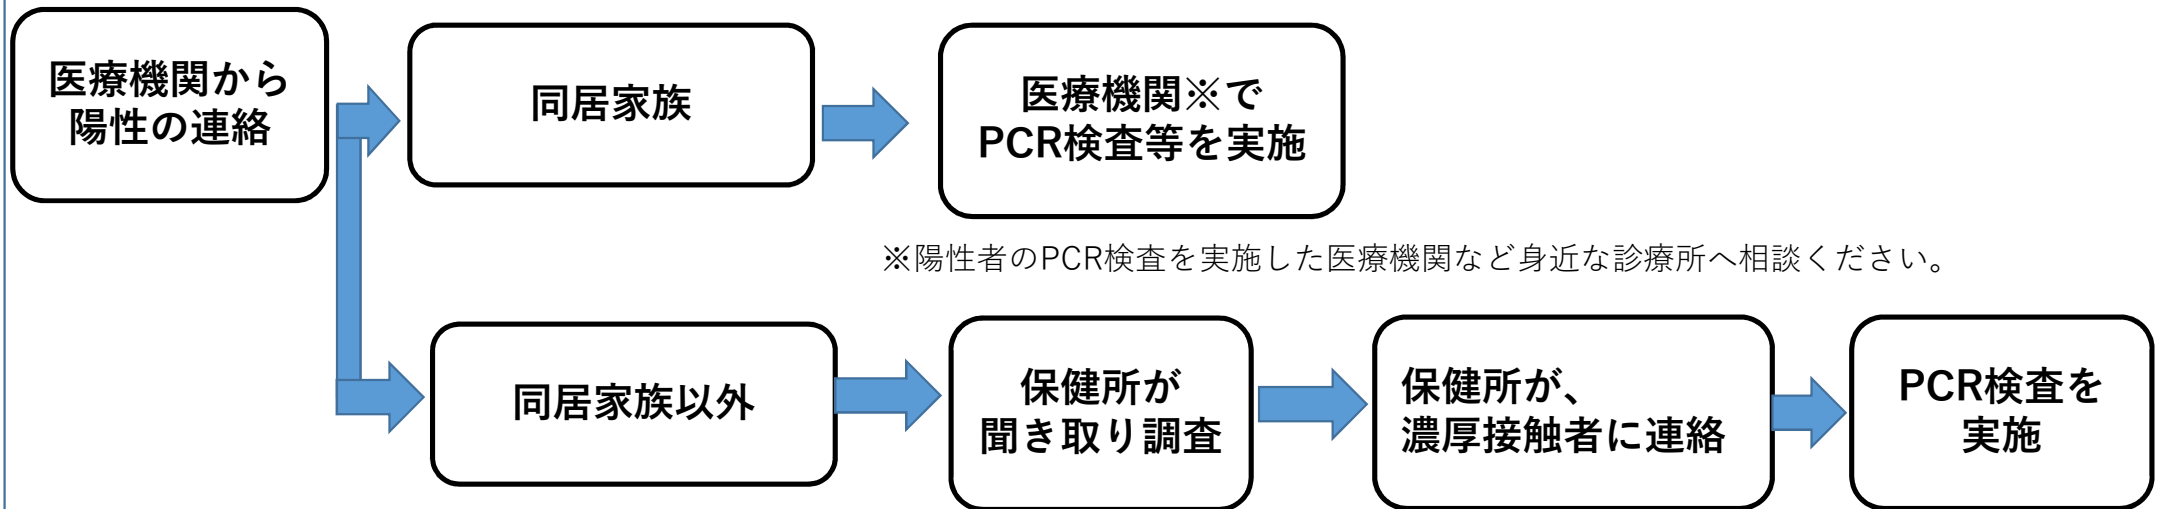 医療機関から
陽性の連絡
同居家族
医療機関※で
PCR検査等を実施
※陽性者のPCR検査を実施した医療機関など身近な診療所へ相談ください。
同居家族以外
保健所が
聞き取り調査
保健所が、
濃厚接触者に連絡
PCR検査を
実施